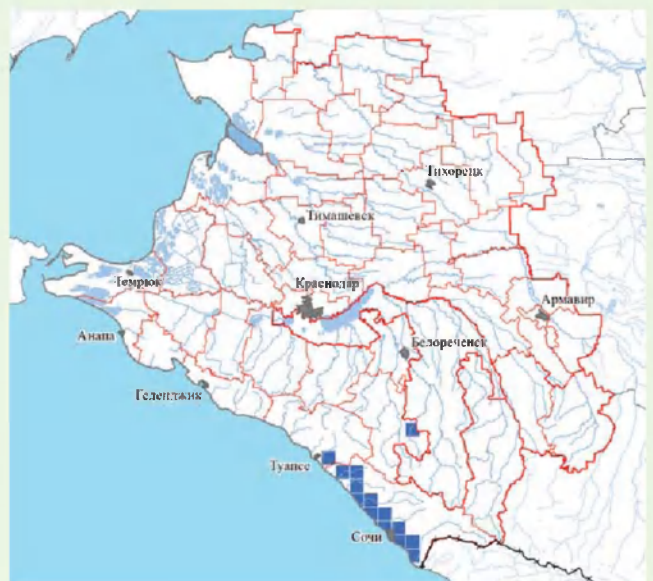 Тихорецк
Тимашевск
Темрюк
Краснодар
Армавир
Анапа
Белореченск
Геленджик
Туапсе
Сочи